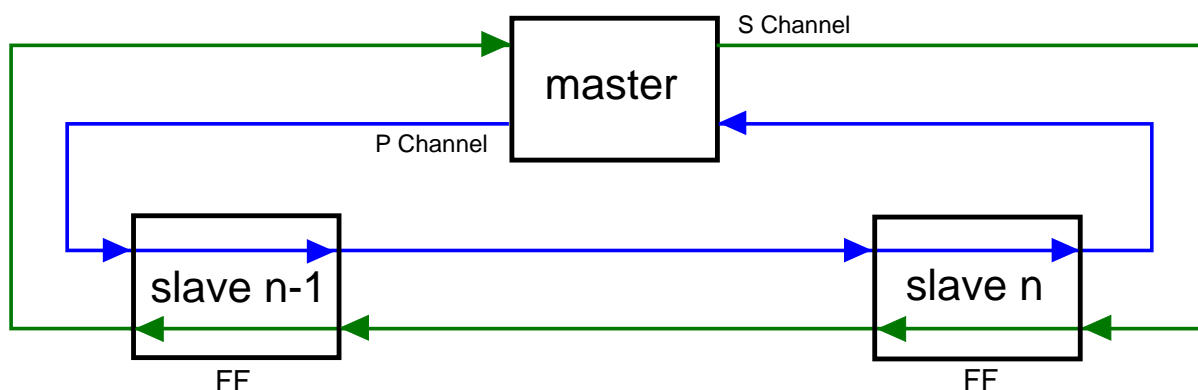 S Channel
master
P Channel
slave n-1
slave n
FF
FF